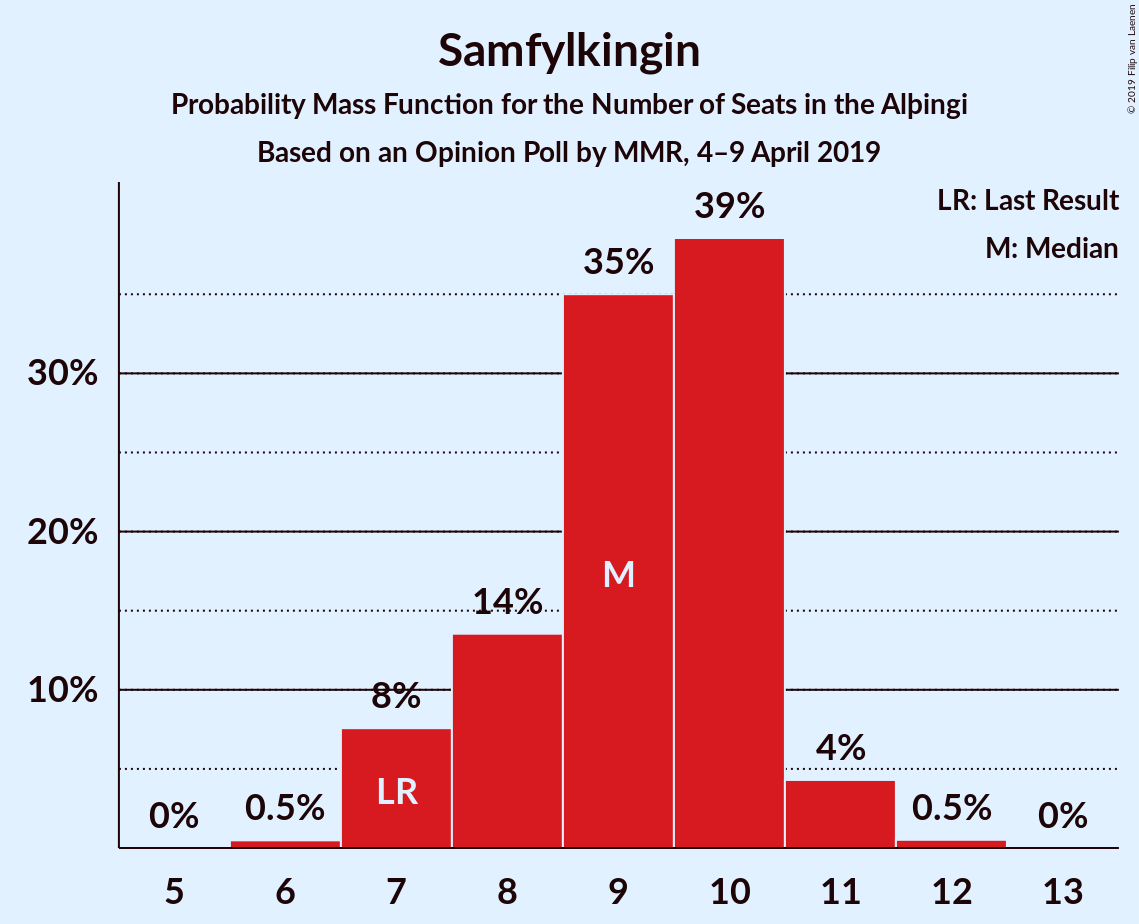 Samfylkingin
Probability Mass Function for the Number of Seats in the Alþingi
Based on an Opinion Poll by MMR, 4–9 April 2019
© 2019 Filip van Laenen
LR: Last Result
M: Median
30%
20%
10%
0%
0.5%
8%
14%
35%
39%
4%
0.5%
0%
LR
M
5 6 7 8 9 10 11 12 13